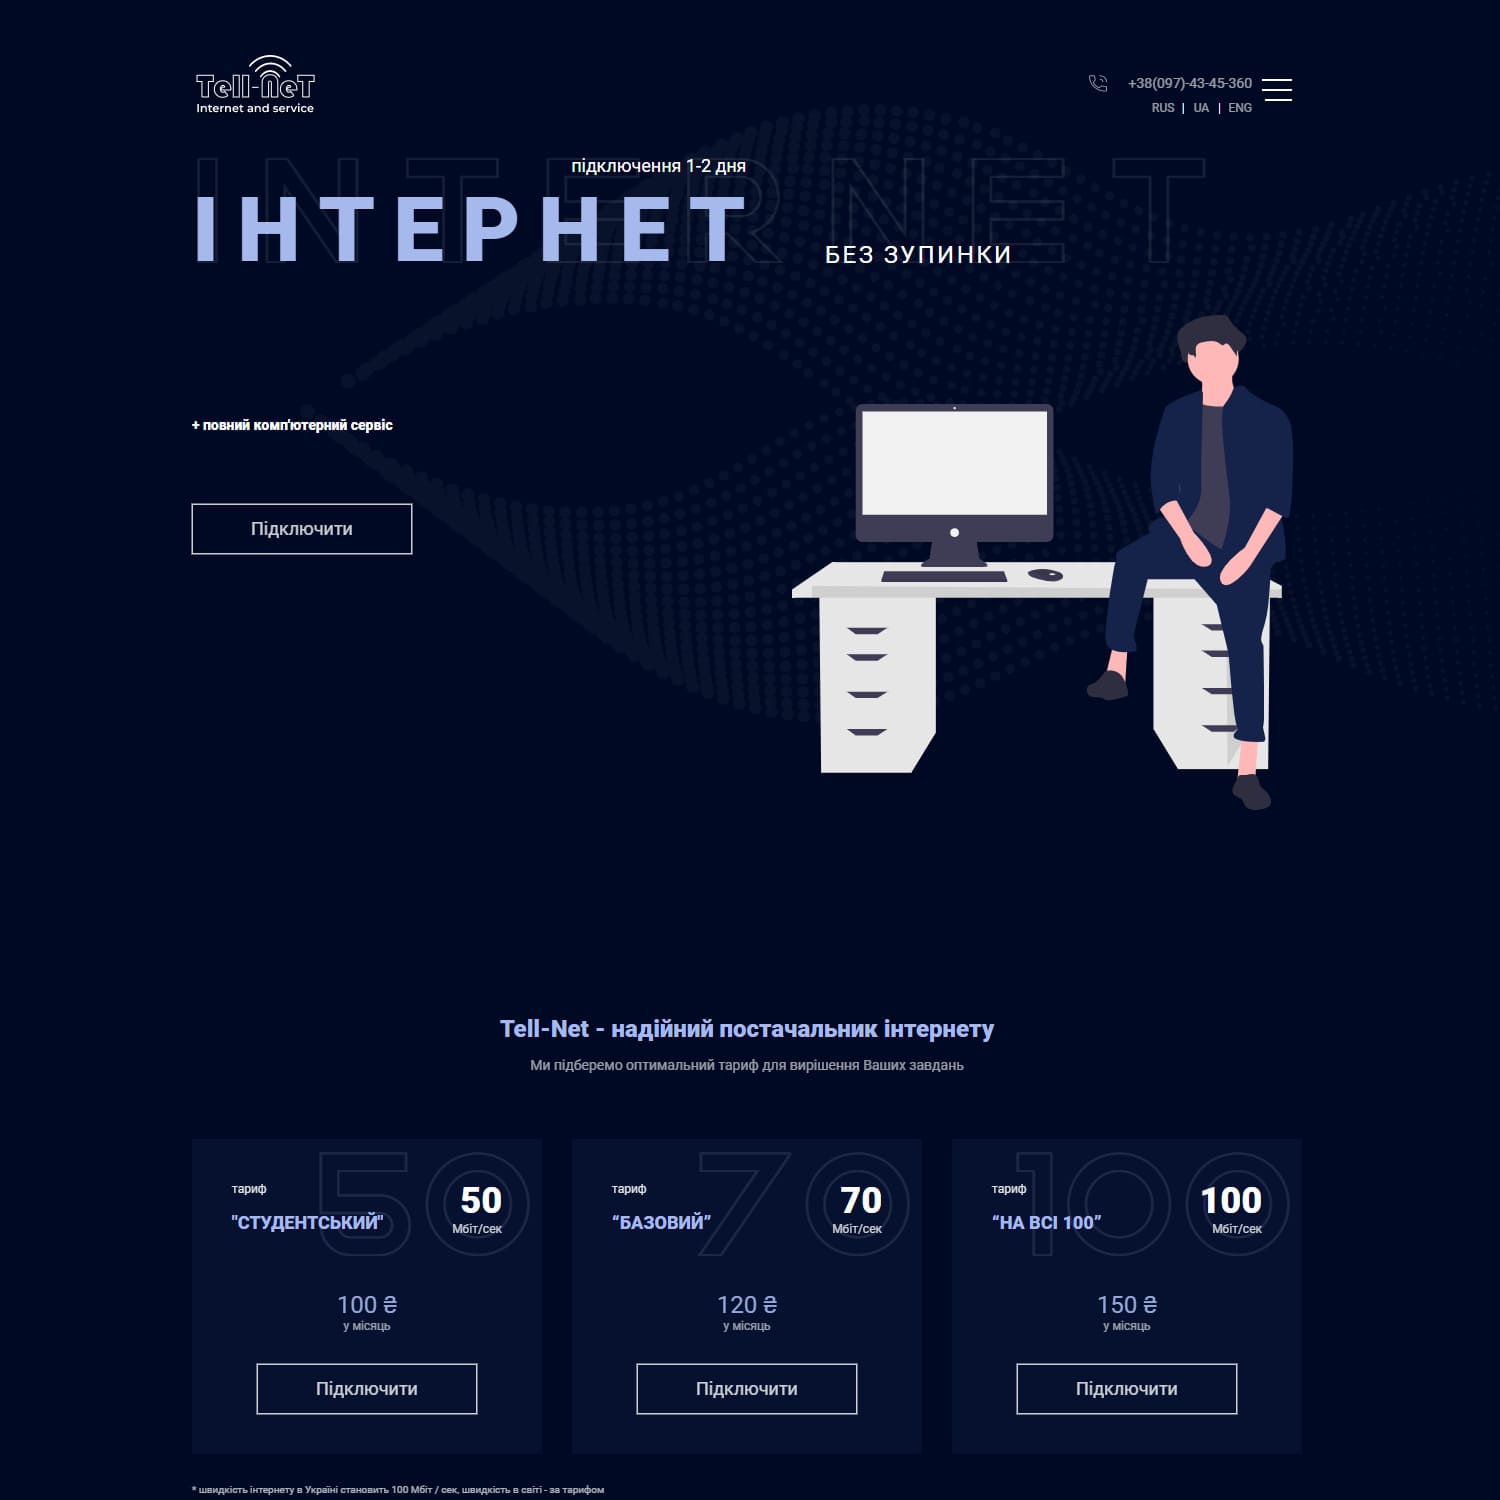 Tell-NeT
Internet and service
+38(097)-43-45-360
RUS | UA | ENG
INTERNET
підключення 1-2 дня
ІНТЕРНЕТ
БЕЗ ЗУПИНКИ
+ повний комп'ютерний сервіс
Підключити
Tell-Net - надійний постачальник інтернету
Ми підберемо оптимальний тариф для вирішення Ваших завдань
50
тариф
50
"СТУДЕНТСЬКИЙ"
Мбіт/сек
100 ₴
у місяць
Підключити
70
тариф
70
“БАЗОВИЙ”
Мбіт/сек
120 ₴
у місяць
Підключити
100
тариф
100
“НА ВСІ 100”
Мбіт/сек
150 ₴
у місяць
Підключити
* швидкість інтернету в Україні становить 100 Мбіт / сек, швидкість в світі - за тарифом